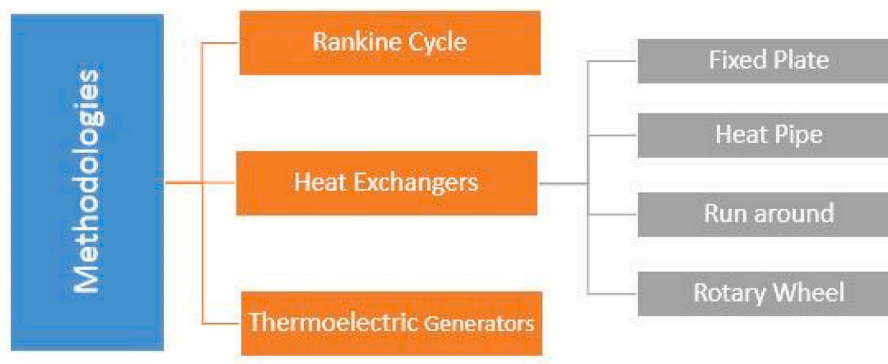 Methodologies
Rankine Cycle
Heat Exchangers
Thermoelectric Generators
Fixed Plate
Heat Pipe
Run around
Rotary Wheel